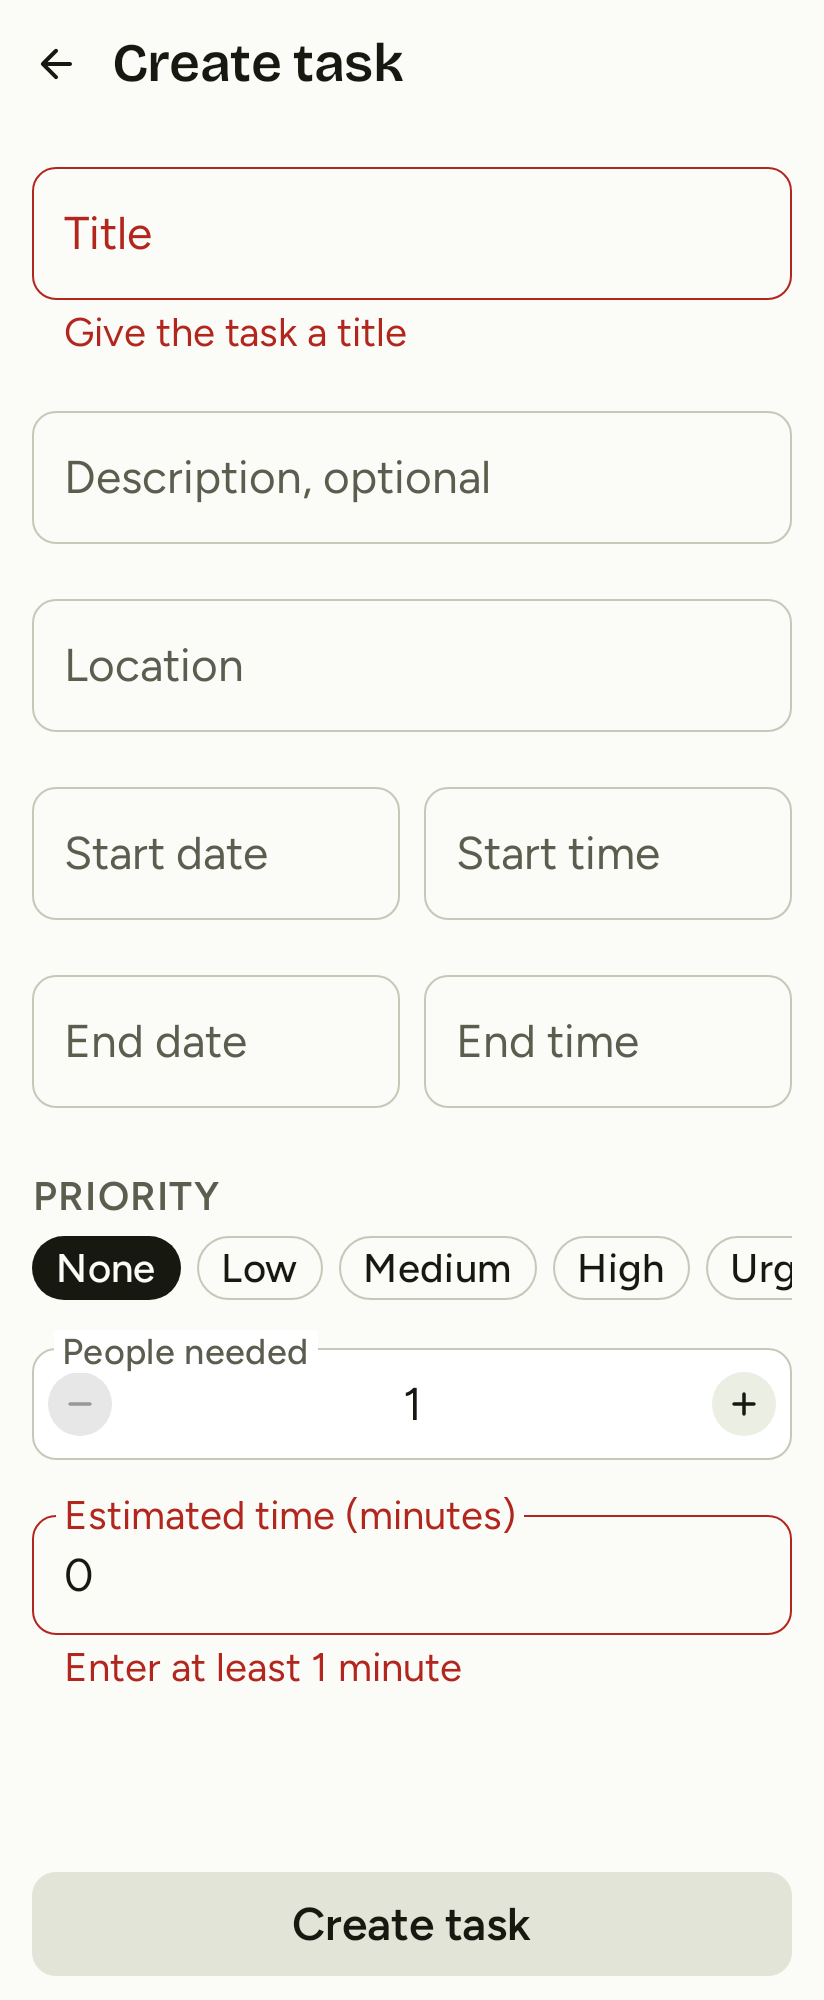 Create task
Title
Give the task a title
Description, optional
Location
Start date
Start time
End date
End time
PRIORITY
None
Low
Medium
High
Urg
People needed
1
Estimated time (minutes)
0
Enter at least 1 minute
Create task